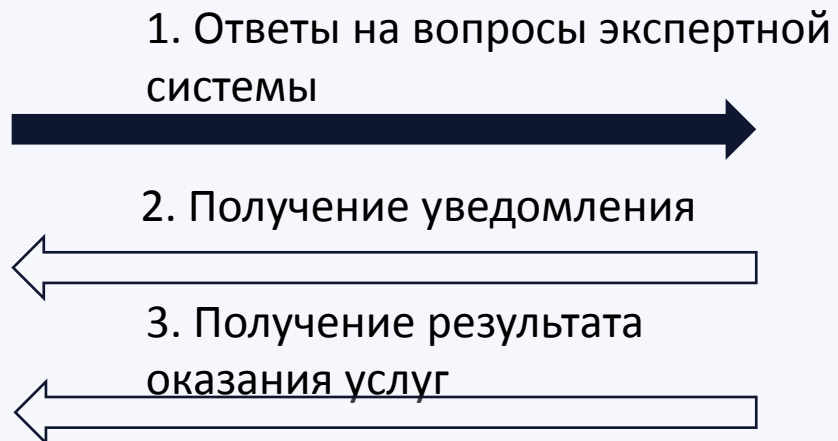 1. Ответы на вопросы экспертной
системы
2. Получение уведомления
3. Получение результата
оказания услуг